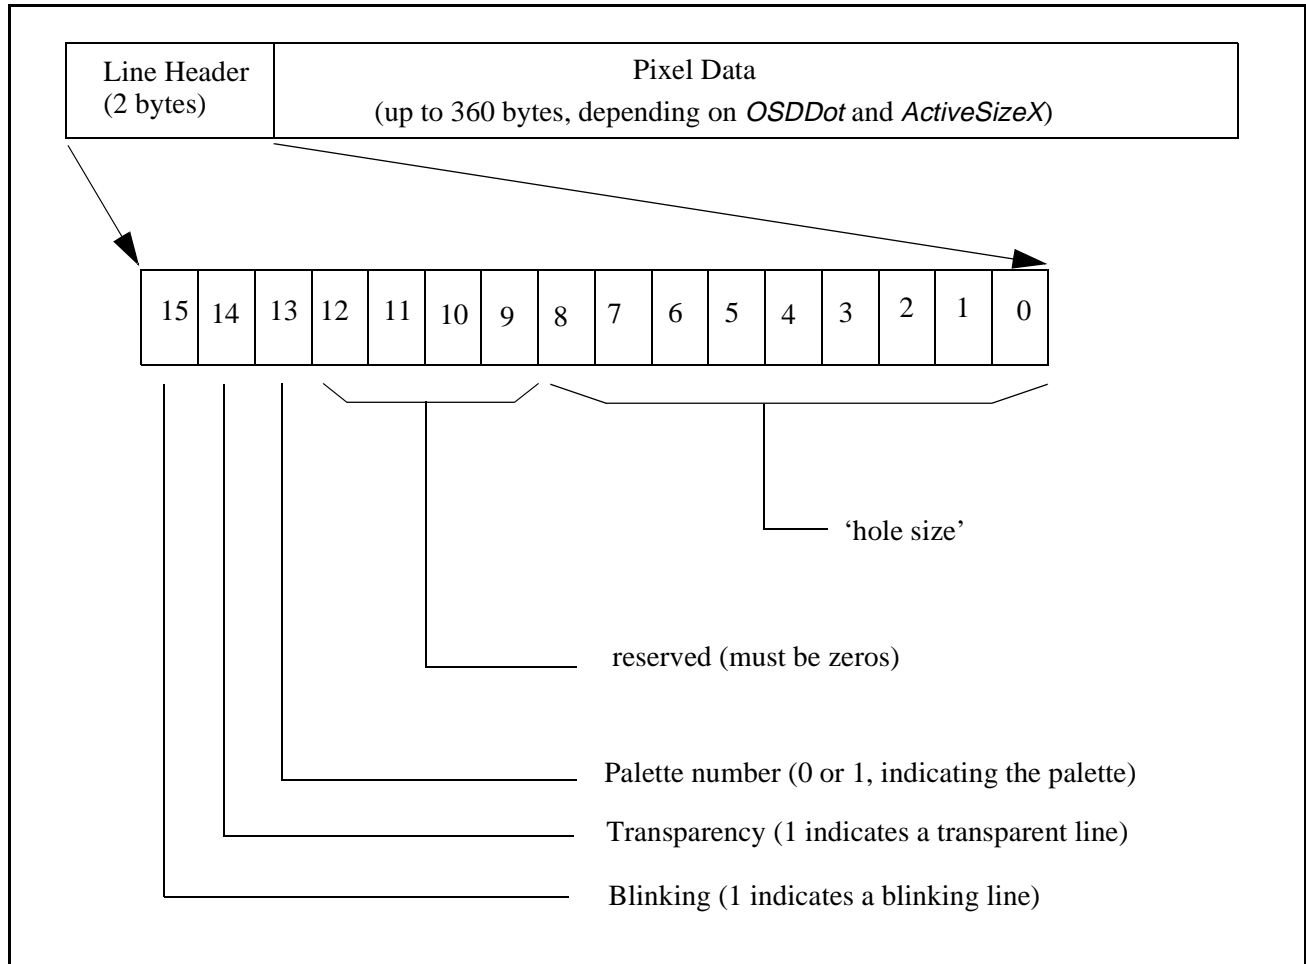 Line Header
(2 bytes)
Pixel Data
(up to 360 bytes, depending on OSDDot and ActiveSizeX)
15 14 13 12 11 10 9 8 7 6 5 4 3 2 1 0
‘hole size’
reserved (must be zeros)
Palette number (0 or 1, indicating the palette)
Transparency (1 indicates a transparent line)
Blinking (1 indicates a blinking line)